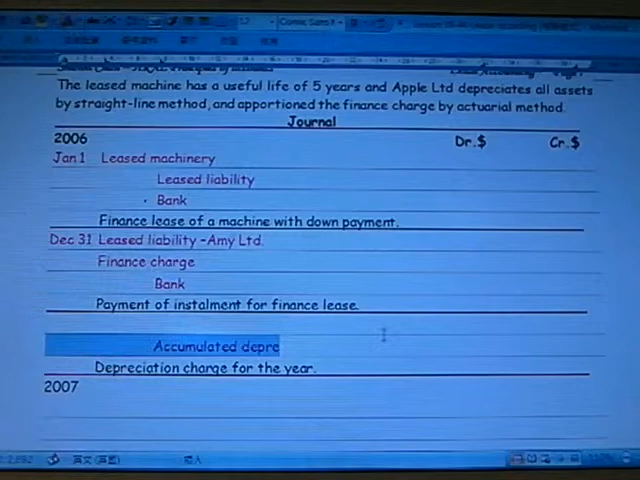 12
Comic Sans
The leased machine has a useful life of 5 years and Apple Ltd depreciates all assets
by straight-line method, and apportioned the finance charge by actuarial method.
Journal
2006 Dr.$ Cr.$
Jan 1 Leased machinery
Leased liability
Bank
Finance lease of a machine with down payment.
Dec 31 Leased liability –Amy Ltd.
Finance charge
Bank
Payment of instalment for finance lease.
Accumulated depre
Depreciation charge for the year.
2007